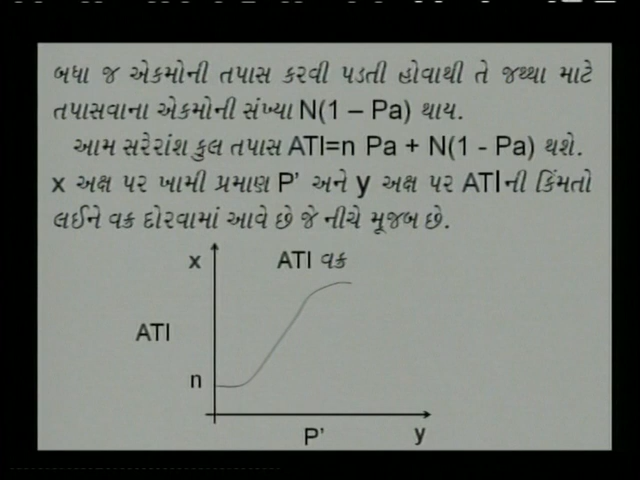 બધા જ એકમોની તપાસ કરવી પડતી હોવાથી તે જથ્થા માટે
તપાસવાના એકમોની સંખ્યા N(1 – Pa) થાય.
આમ સરેરાંશ કુલ તપાસ ATI=n Pa + N(1 - Pa) થશે.
x અક્ષ પર ખામી પ્રમાણ P’ અને y અક્ષ પર ATIની કિંમતો
લઈને વક્ર દોરવામાં આવે છે જે નીચે મૂજબ છે.
x ATI વક્ર
ATI
n
P’ y